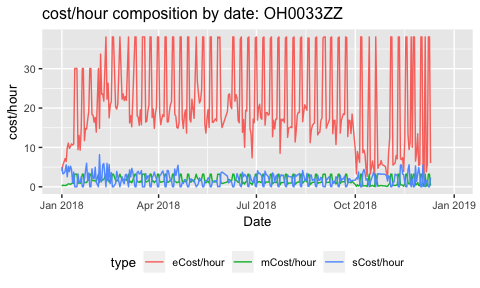 cost/hour composition by date: OH0033ZZ
cost/hour
30
20
10
0
Jan 2018 Apr 2018 Jul 2018 Oct 2018 Jan 2019
Date
type eCost/hour mCost/hour sCost/hour